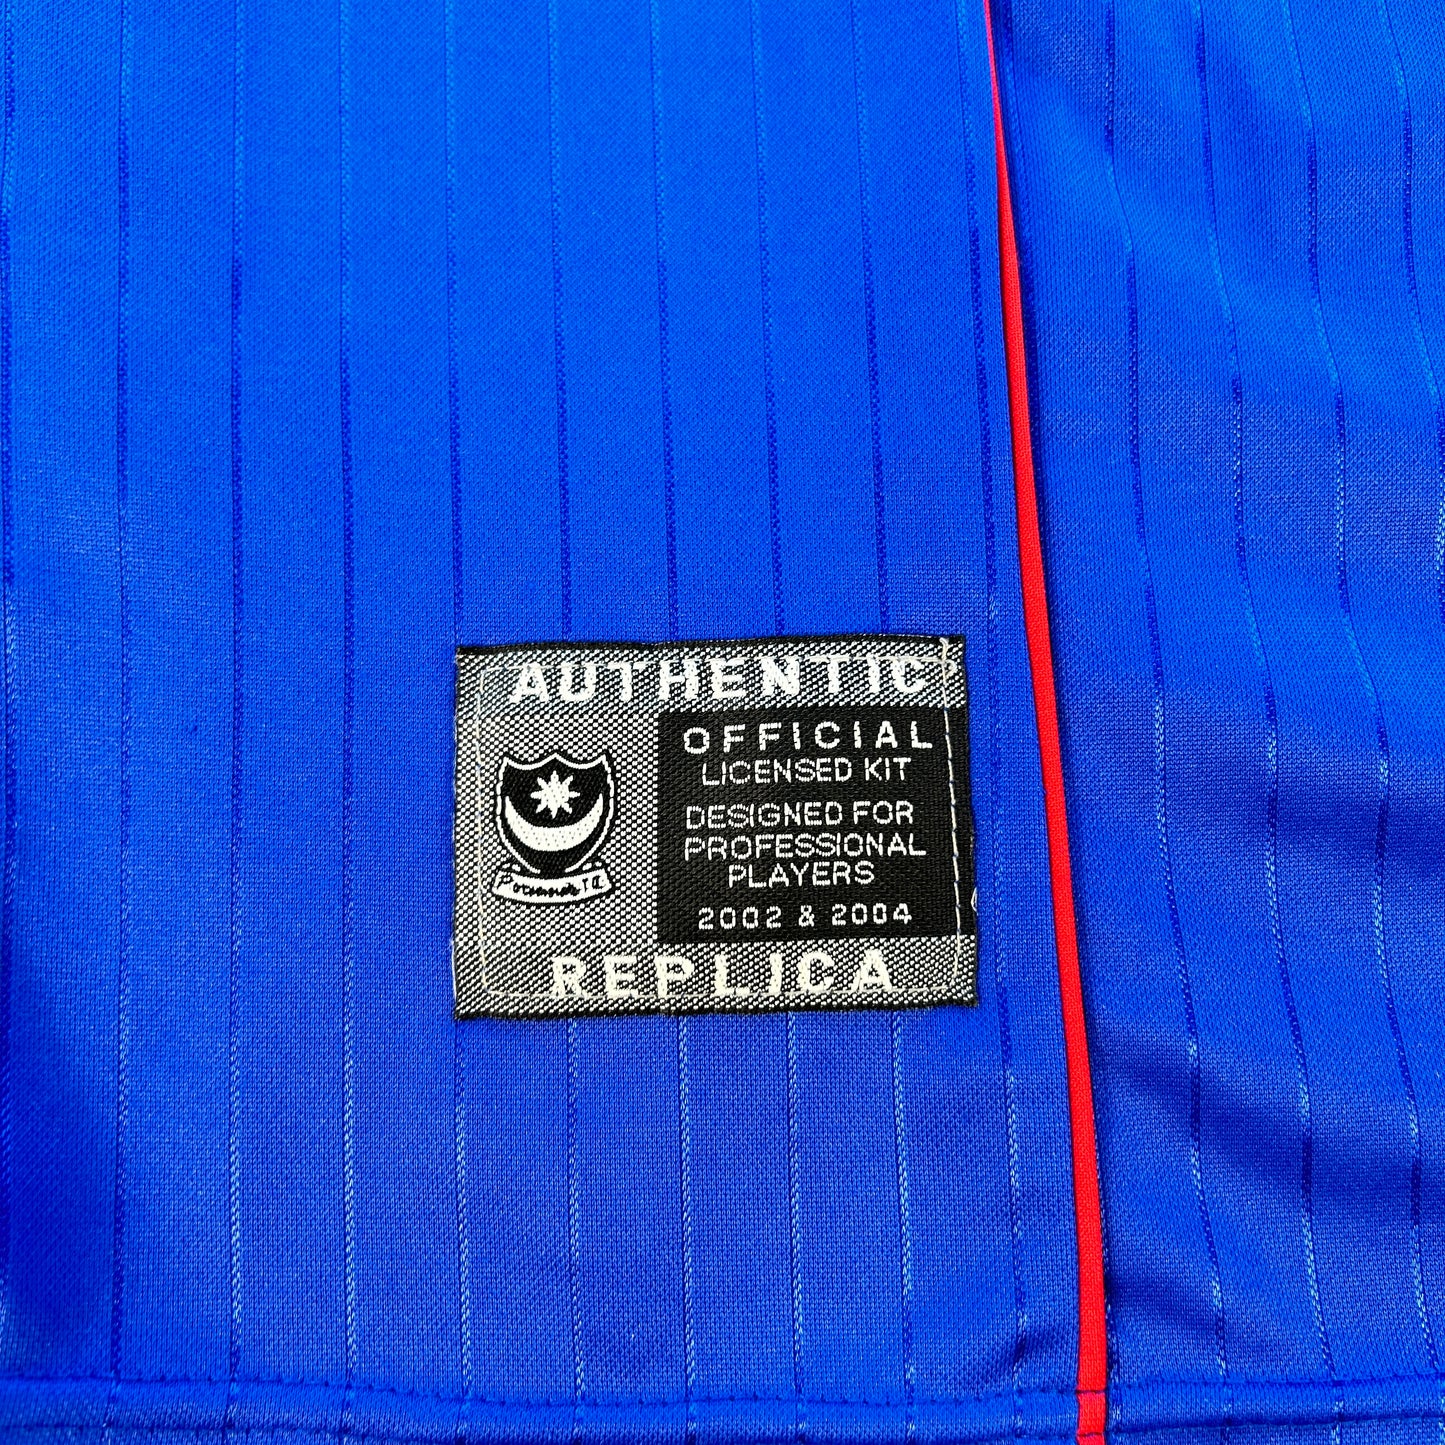 AUTHENTIC
OFFICIAL
LICENSED KIT
DESIGNED FOR
PROFESSIONAL
PLAYERS
2002 & 2004
REPLICA